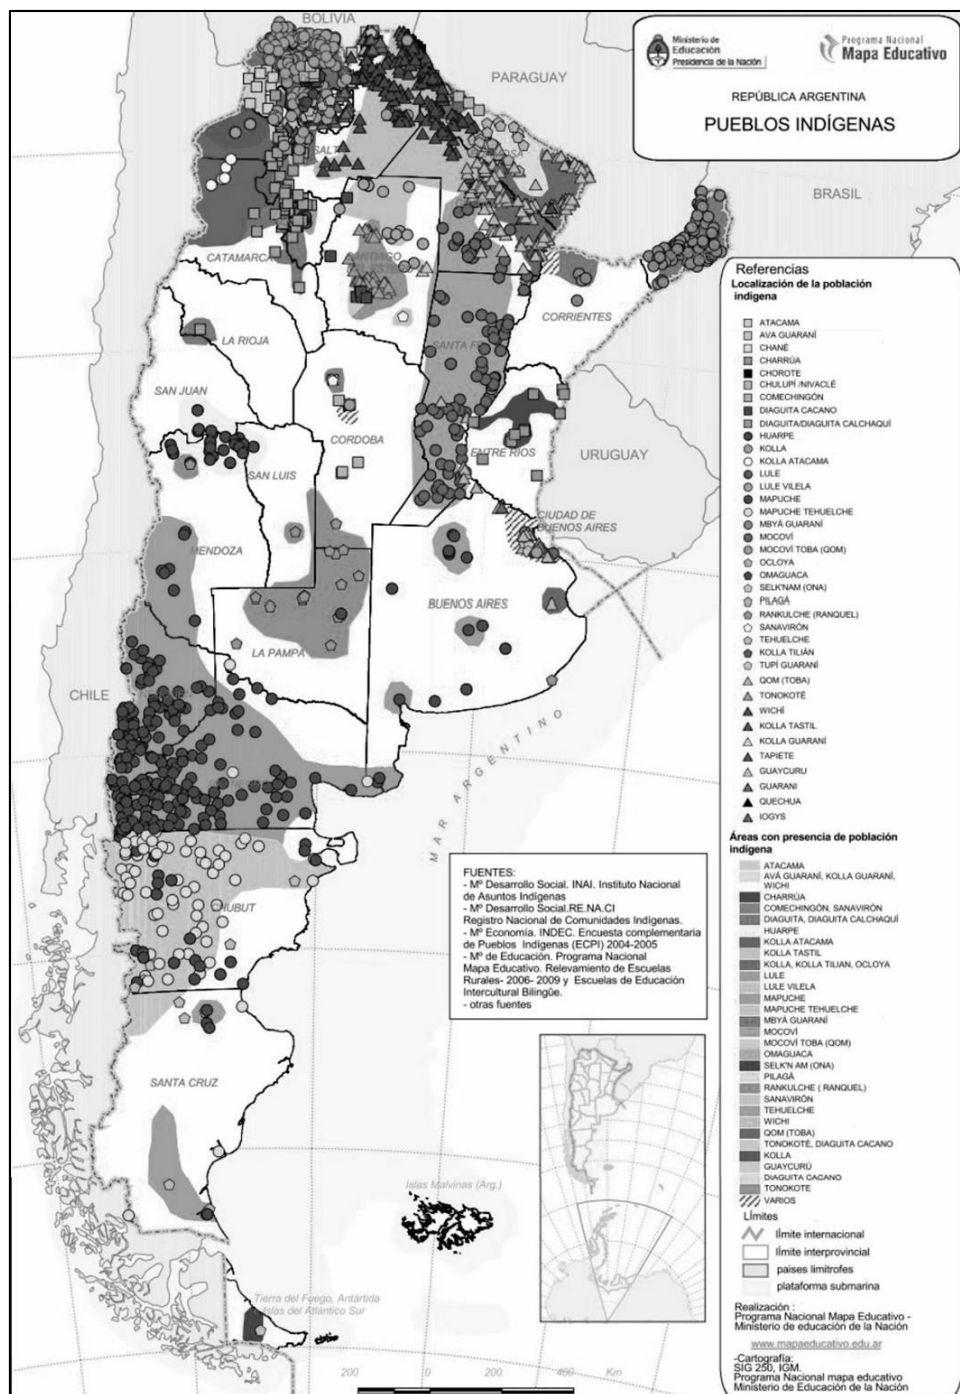 BOLIVIA
PARAGUAY
BRASIL
URUGUAY
CHILE
Ministerio de
Educación
Presidencia de la Nación
Programa Nacional
Mapa Educativo
REPÚBLICA ARGENTINA
PUEBLOS INDÍGENAS
CATAMARCA
LA RIOJA
SAN JUAN
SAN LUIS
CORDOBA
SANTA FE
CORRIENTES
ENTRE RIOS
CIUDAD DE
BUENOS AIRES
MENDOZA
BUENOS AIRES
LA PAMPA
CHUBUT
SANTA CRUZ
MAR ARGENTINO
Islas Malvinas (Arg.)
Tierra del Fuego, Antártida
Islas del Atlántico Sur
FUENTES:
- Mº Desarrollo Social. INAI. Instituto Nacional
de Asuntos Indígenas
- Mº Desarrollo Social.RE.NA.CI
Registro Nacional de Comunidades Indígenas.
- Mº Economía. INDEC. Encuesta complementaria
de Pueblos Indígenas (ECPI) 2004-2005
- Mº de Educación. Programa Nacional
Mapa Educativo. Relevamiento de Escuelas
Rurales- 2006- 2009 y Escuelas de Educación
Intercultural Bilingüe.
- otras fuentes
Referencias
Localización de la población
indígena
ATACAMA
AVA GUARANÍ
CHANÉ
CHARRÚA
CHOROTE
CHULUPÍ /NIVACLÉ
COMECHINGÓN
DIAGUITA CACANO
DIAGUITA/DIAGUITA CALCHAQUÍ
HUARPE
KOLLA
KOLLA ATACAMA
LULE
LULE VILELA
MAPUCHE
MAPUCHE TEHUELCHE
MBYÁ GUARANÍ
MOCOVÍ
MOCOVÍ TOBA (QOM)
OCLOYA
OMAGUACA
SELK'NAM (ONA)
PILAGÁ
RANKULCHE (RANQUEL)
SANAVIRÓN
TEHUELCHE
KOLLA TILIÁN
TUPÍ GUARANÍ
QOM (TOBA)
TONOKOTÉ
WICHÍ
KOLLA TASTIL
KOLLA GUARANÍ
TAPIETE
GUAYCURU
GUARANI
QUECHUA
IOGYS
Áreas con presencia de población
indígena
ATACAMA
AVÁ GUARANÍ, KOLLA GUARANÍ,
WICHI
CHARRÚA
COMECHINGÓN, SANAVIRÓN
DIAGUITA, DIAGUITA CALCHAQUÍ
HUARPE
KOLLA ATACAMA
KOLLA TASTIL
KOLLA, KOLLA TILIAN, OCLOYA
LULE
LULE VILELA
MAPUCHE
MAPUCHE TEHUELCHE
MBYÁ GUARANÍ
MOCOVÍ
MOCOVÍ TOBA (QOM)
OMAGUACA
SELK'N AM (ONA)
PILAGÁ
RANKULCHE ( RANQUEL)
SANAVIRÓN
TEHUELCHE
WICHI
QOM (TOBA)
TONOKOTÉ, DIAGUITA CACANO
KOLLA
GUAYCURÚ
DIAGUITA CACANO
TONOKOTE
VARIOS
Límites
límite internacional
límite interprovincial
paises limitrofes
plataforma submarina
Realización :
Programa Nacional Mapa Educativo -
Ministerio de educación de la Nación
www.mapaeducativo.edu.ar
-Cartografía:
SIG 250, IGM.
Programa Nacional mapa educativo
Ministerio de Educación de la Nación
200 0 200 400 Km